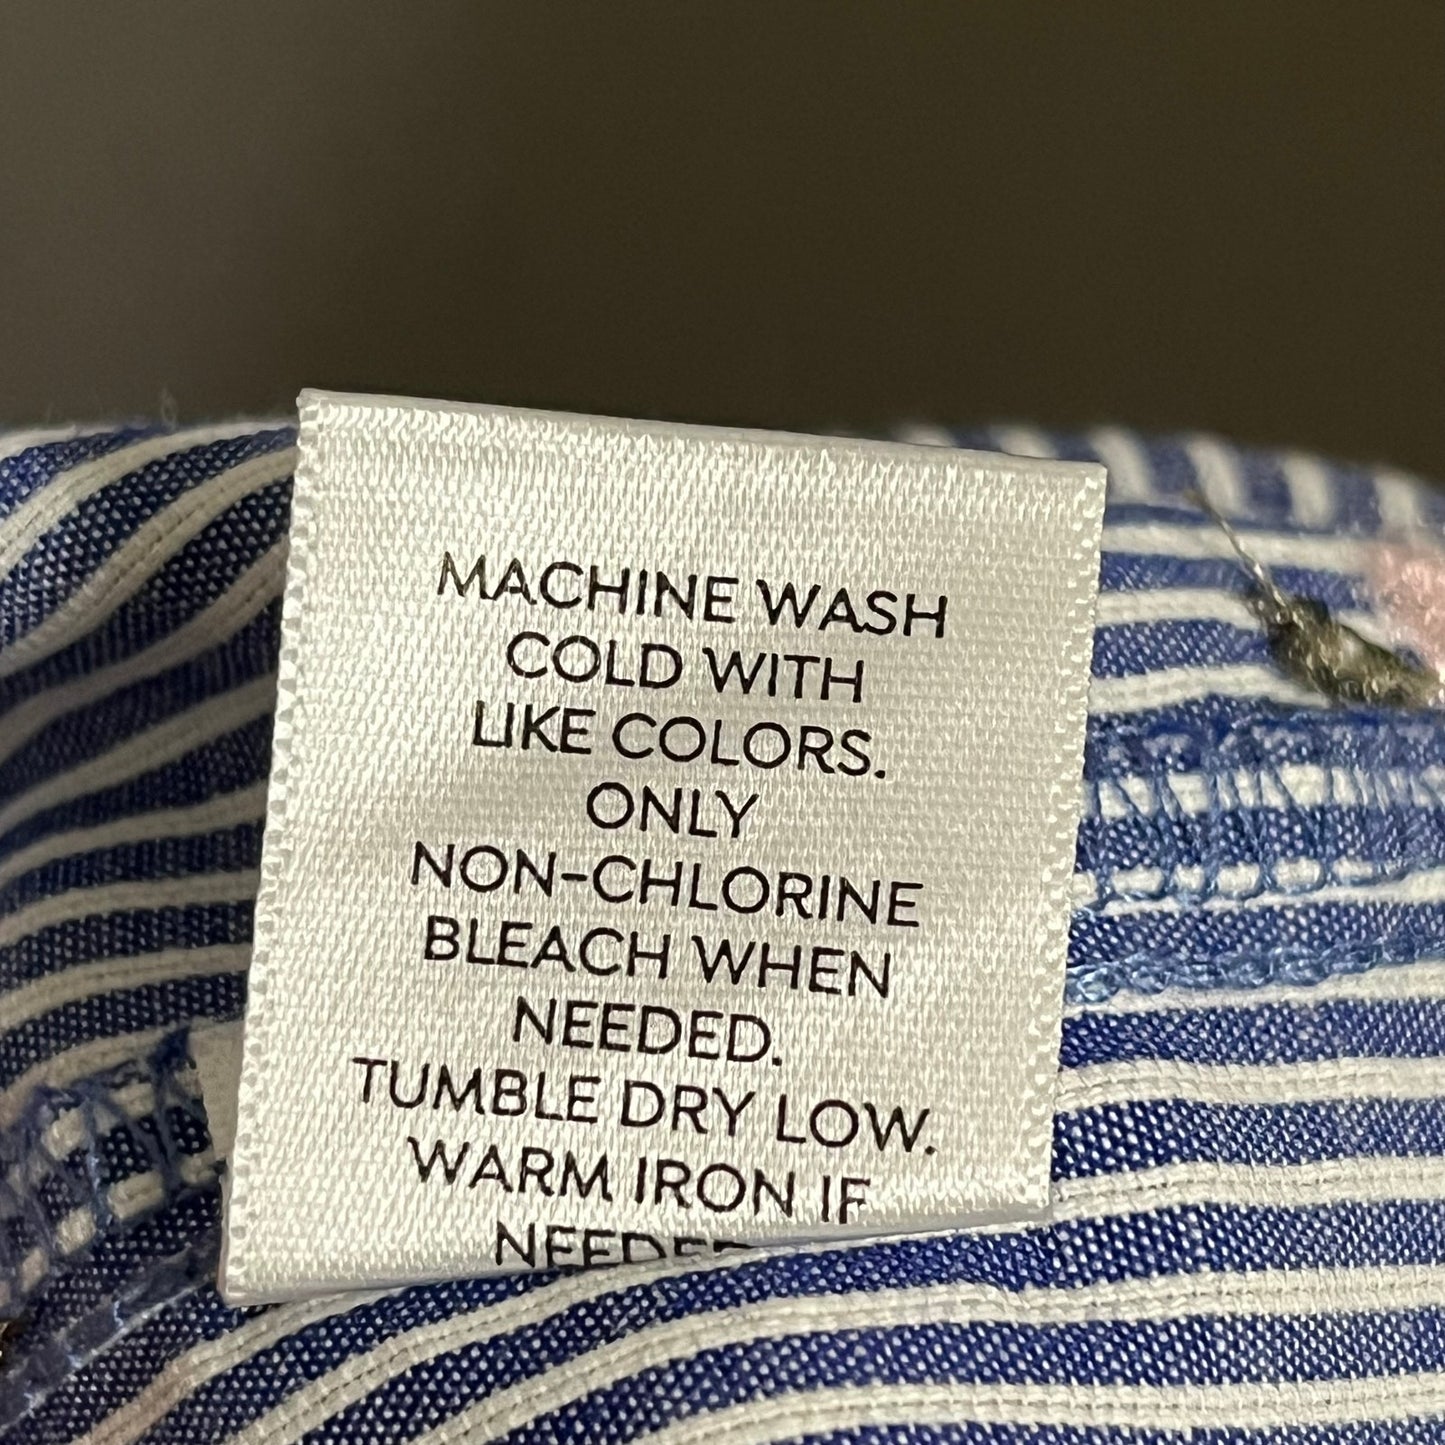 MACHINE WASH
COLD WITH
LIKE COLORS.
ONLY
NON-CHLORINE
BLEACH WHEN
NEEDED.
TUMBLE DRY LOW.
WARM IRON IF